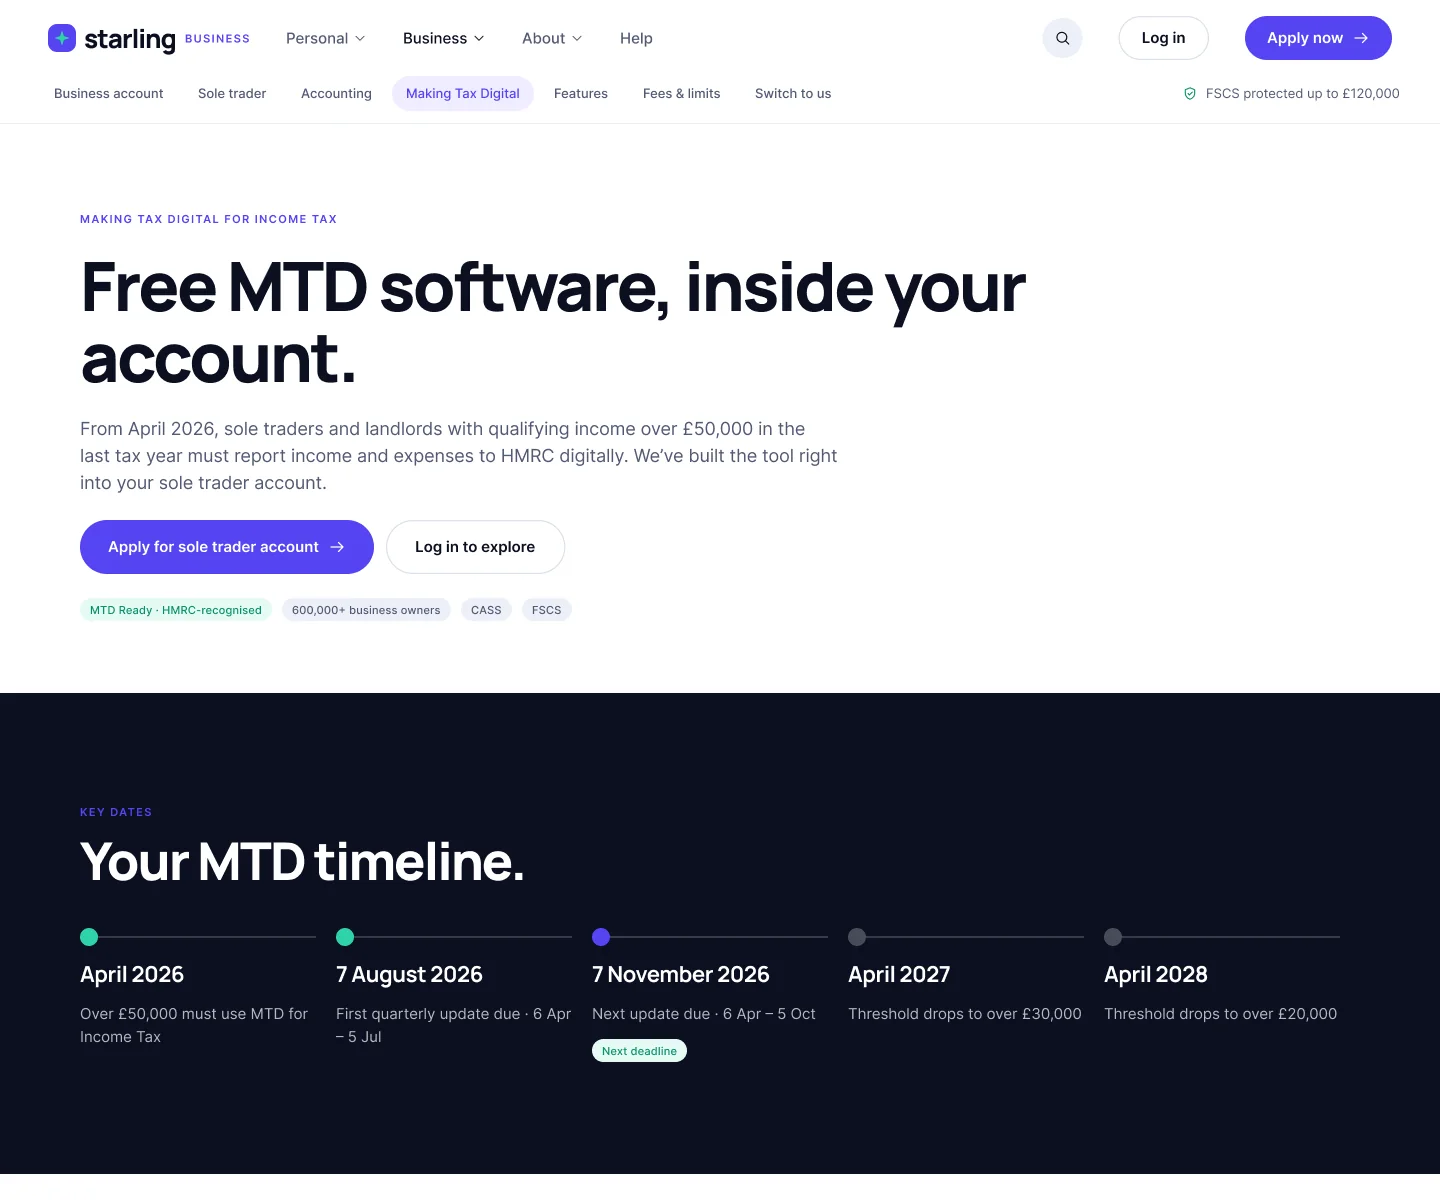 starling BUSINESS Personal Business About Help Log in Apply now
Business account Sole trader Accounting Making Tax Digital Features Fees & limits Switch to us FSCS protected up to £120,000
MAKING TAX DIGITAL FOR INCOME TAX
Free MTD software, inside your
account.
From April 2026, sole traders and landlords with qualifying income over £50,000 in the
last tax year must report income and expenses to HMRC digitally. We’ve built the tool right
into your sole trader account.
Apply for sole trader account Log in to explore
MTD Ready · HMRC-recognised 600,000+ business owners CASS FSCS
KEY DATES
Your MTD timeline.
April 2026
Over £50,000 must use MTD for
Income Tax
7 August 2026
First quarterly update due · 6 Apr
– 5 Jul
7 November 2026
Next update due · 6 Apr – 5 Oct
Next deadline
April 2027
Threshold drops to over £30,000
April 2028
Threshold drops to over £20,000